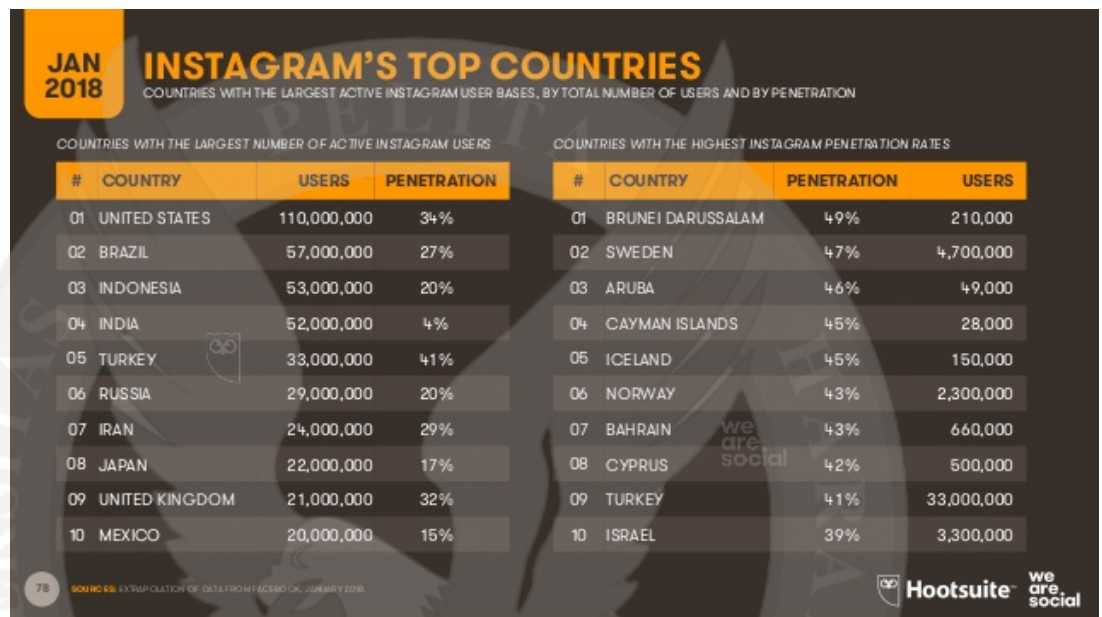 JAN
2018
INSTAGRAM'S TOP COUNTRIES
COUNTRIES WITH THE LARGEST ACTIVE INSTAGRAM USER BASES, BY TOTAL NUMBER OF USERS AND BY PENETRATION
COUNTRIES WITH THE LARGEST NUMBER OF ACTIVE INSTAGRAM USERS
# COUNTRY USERS PENETRATION
01 UNITED STATES 110,000,000 34%
02 BRAZIL 57,000,000 27%
03 INDONESIA 53,000,000 20%
04 INDIA 52,000,000 4%
05 TURKEY 33,000,000 41%
06 RUSSIA 29,000,000 20%
07 IRAN 24,000,000 29%
08 JAPAN 22,000,000 17%
09 UNITED KINGDOM 21,000,000 32%
10 MEXICO 20,000,000 15%
COUNTRIES WITH THE HIGHEST INSTAGRAM PENETRATION RATES
# COUNTRY PENETRATION USERS
01 BRUNEI DARUSSALAM 49% 210,000
02 SWEDEN 47% 4,700,000
03 ARUBA 46% 49,000
04 CAYMAN ISLANDS 45% 28,000
05 ICELAND 45% 150,000
06 NORWAY 43% 2,300,000
07 BAHRAIN 43% 660,000
08 CYPRUS 42% 500,000
09 TURKEY 41% 33,000,000
10 ISRAEL 39% 3,300,000
we
are
social
PELITA
HARA
78
SOURCES: EXTRAPOLATION OF DATA FROM FACEBOOK, JANUARY 2018.
Hootsuite™
we
are
social